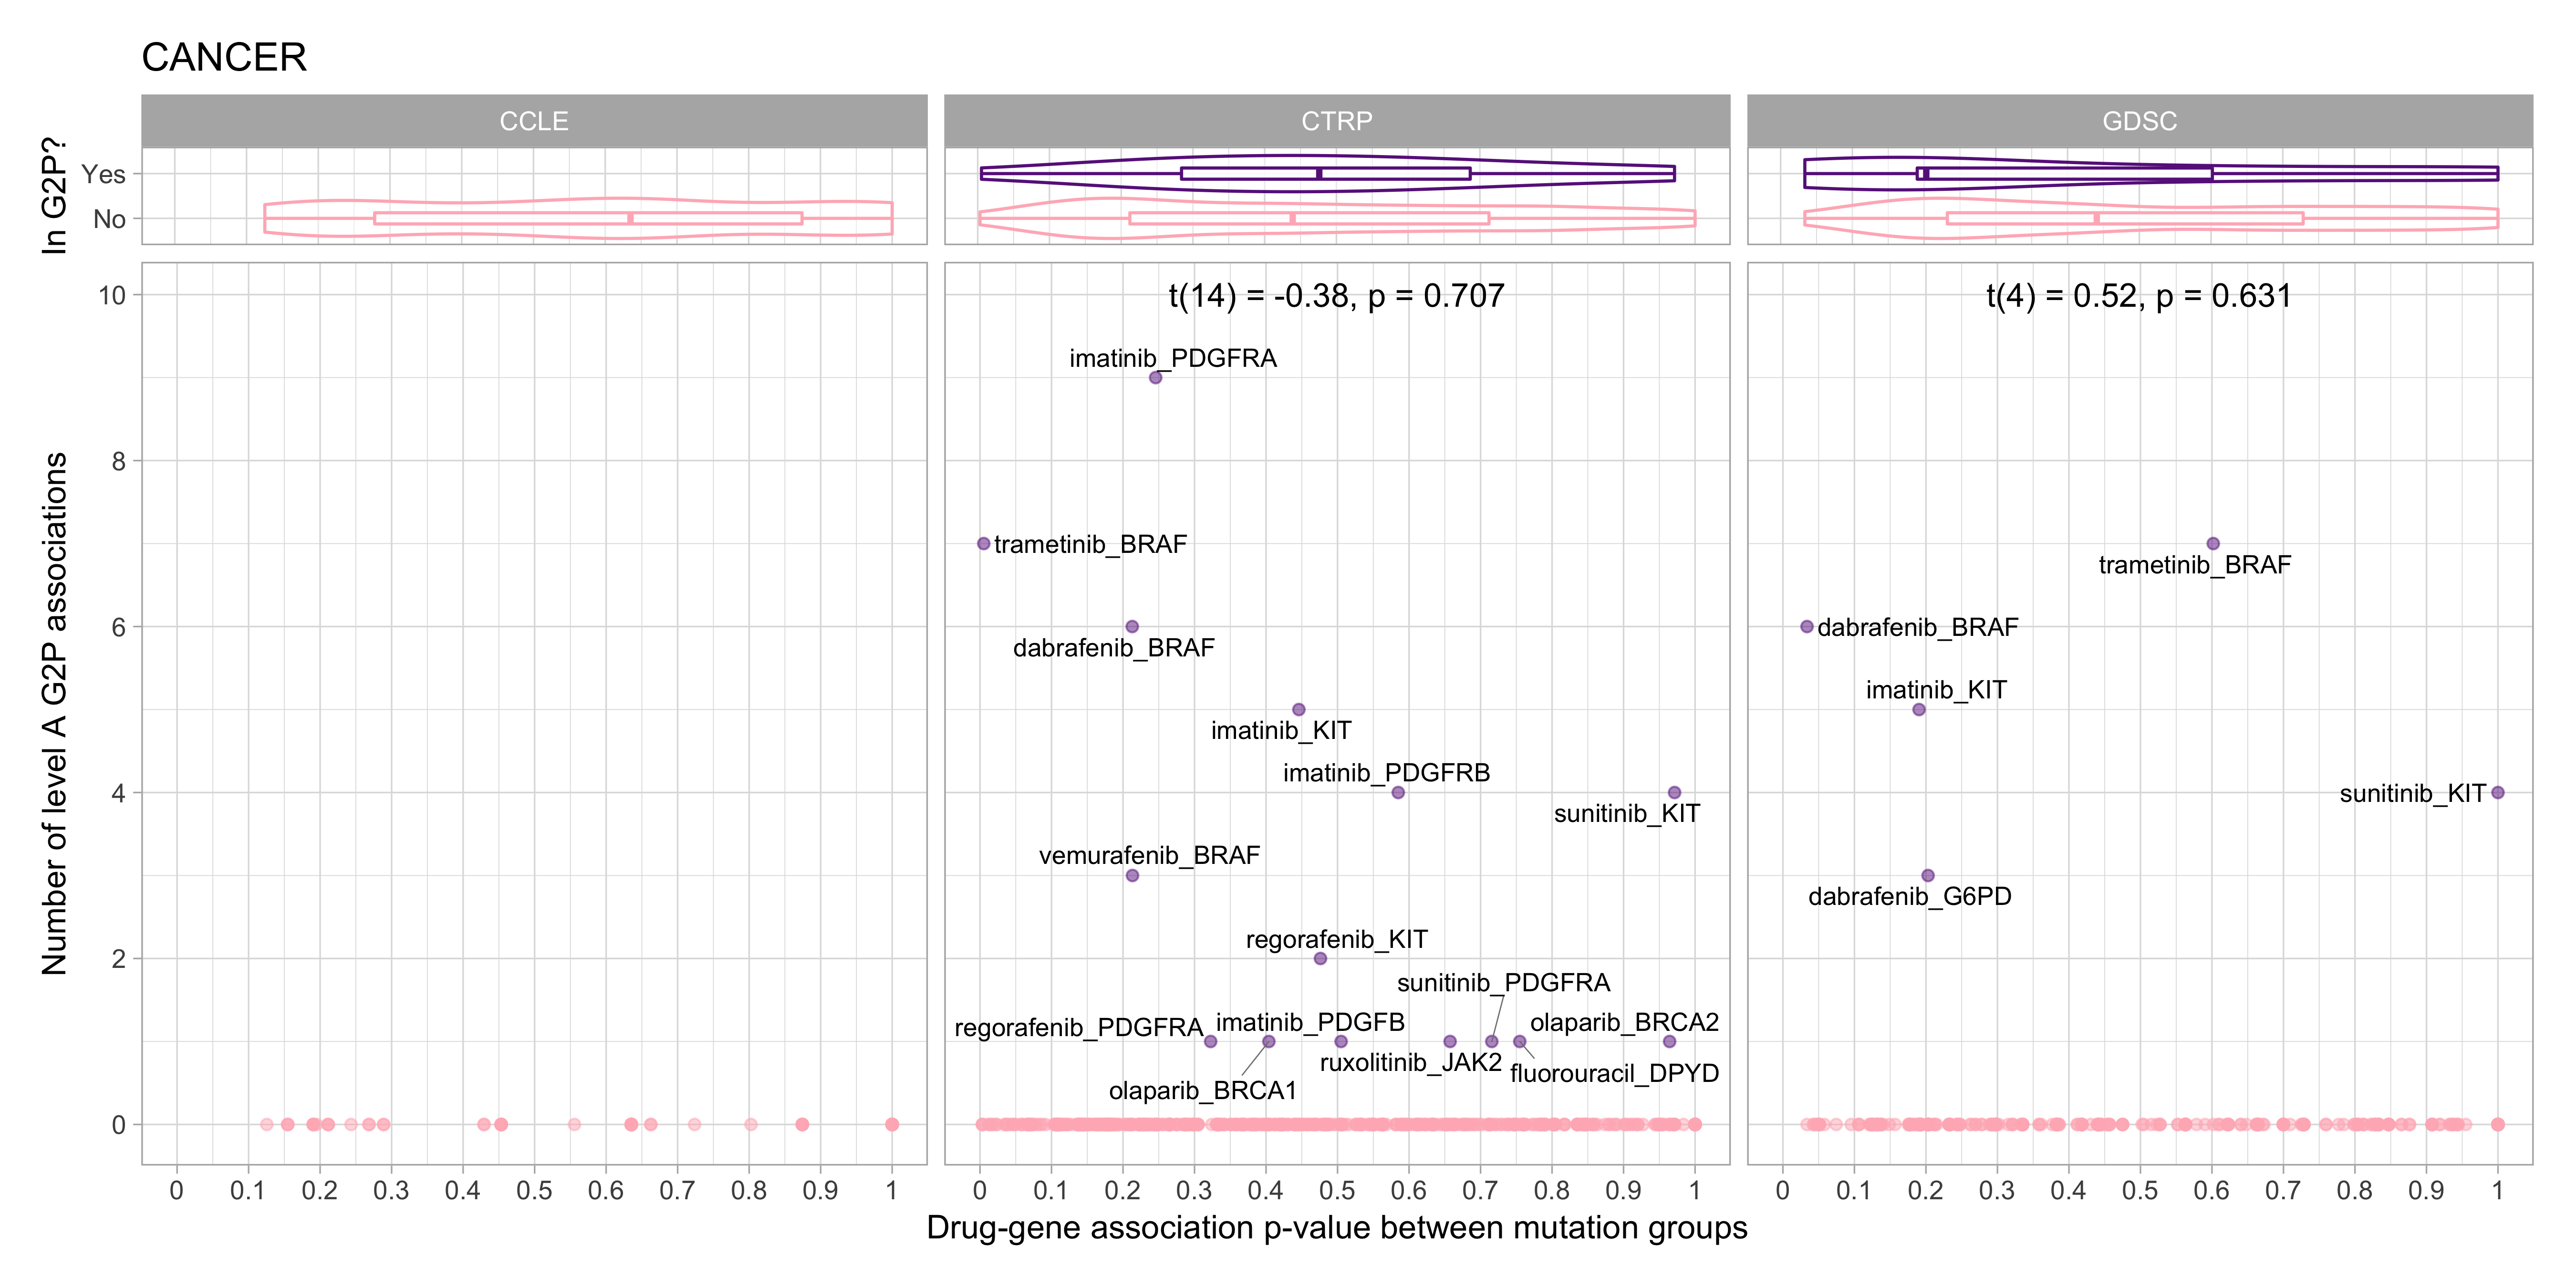 CANCER
CCLE
CTRP
GDSC
In G2P?
Yes
No
Number of level A G2P associations
10
8
6
4
2
0
t(14) = -0.38, p = 0.707
imatinib_PDGFRA
trametinib_BRAF
dabrafenib_BRAF
imatinib_KIT
imatinib_PDGFRB
sunitinib_KIT
vemurafenib_BRAF
regorafenib_KIT
sunitinib_PDGFRA
regorafenib_PDGFRA
imatinib_PDGFB
olaparib_BRCA2
ruxolitinib_JAK2
fluorouracil_DPYD
olaparib_BRCA1
t(4) = 0.52, p = 0.631
trametinib_BRAF
dabrafenib_BRAF
imatinib_KIT
sunitinib_KIT
dabrafenib_G6PD
0 0.1 0.2 0.3 0.4 0.5 0.6 0.7 0.8 0.9 1
0 0.1 0.2 0.3 0.4 0.5 0.6 0.7 0.8 0.9 1
0 0.1 0.2 0.3 0.4 0.5 0.6 0.7 0.8 0.9 1
Drug-gene association p-value between mutation groups